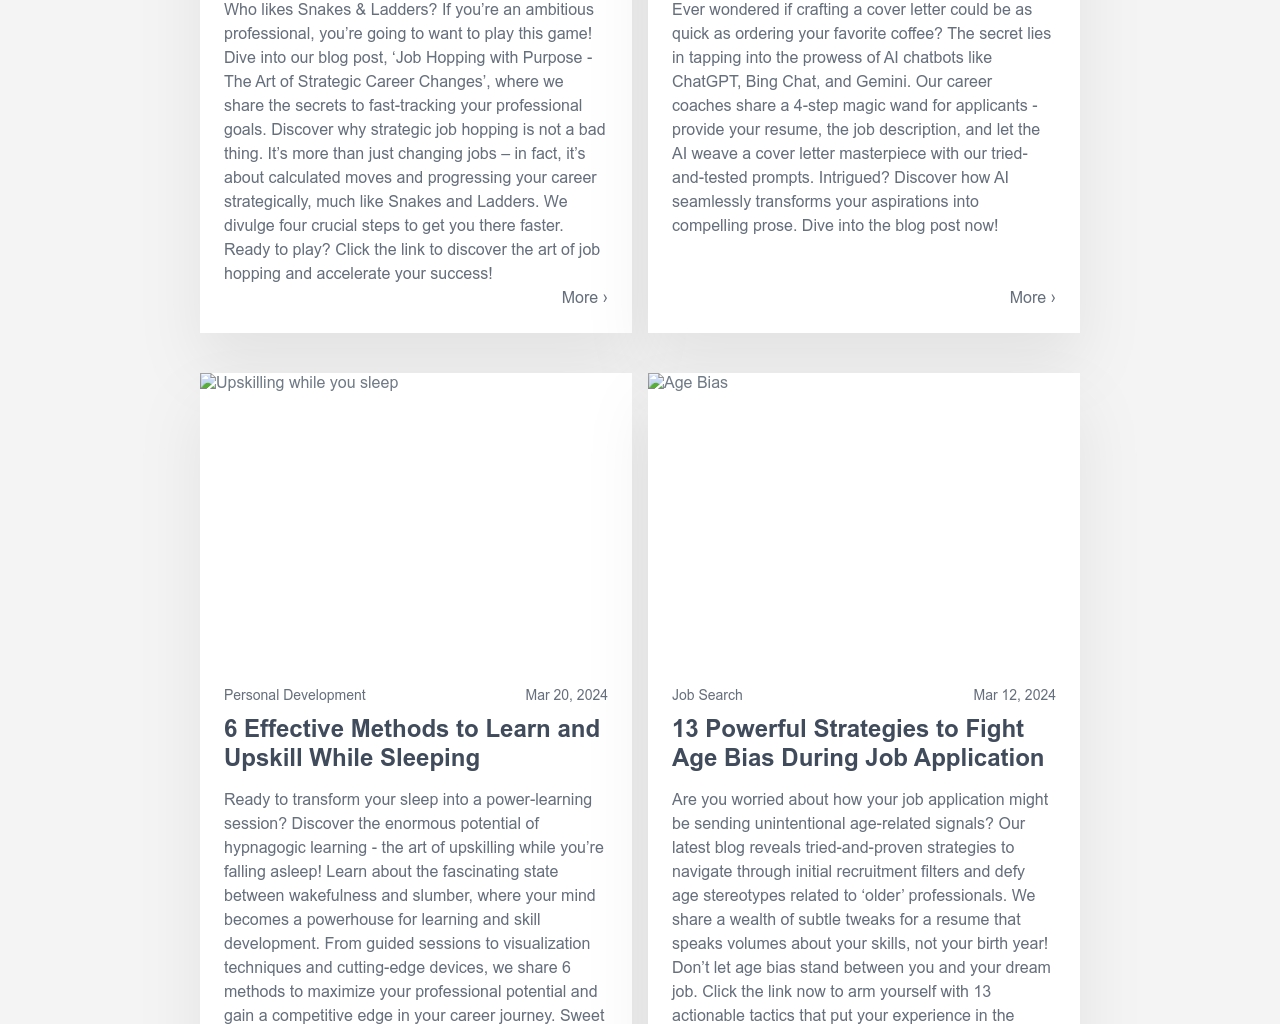 Who likes Snakes & Ladders? If you’re an ambitious
professional, you’re going to want to play this game!
Dive into our blog post, ‘Job Hopping with Purpose -
The Art of Strategic Career Changes’, where we
share the secrets to fast-tracking your professional
goals. Discover why strategic job hopping is not a bad
thing. It’s more than just changing jobs – in fact, it’s
about calculated moves and progressing your career
strategically, much like Snakes and Ladders. We
divulge four crucial steps to get you there faster.
Ready to play? Click the link to discover the art of job
hopping and accelerate your success!
More ›
Ever wondered if crafting a cover letter could be as
quick as ordering your favorite coffee? The secret lies
in tapping into the prowess of AI chatbots like
ChatGPT, Bing Chat, and Gemini. Our career
coaches share a 4-step magic wand for applicants -
provide your resume, the job description, and let the
AI weave a cover letter masterpiece with our tried-
and-tested prompts. Intrigued? Discover how AI
seamlessly transforms your aspirations into
compelling prose. Dive into the blog post now!
More ›
Upskilling while you sleep
Personal Development
Mar 20, 2024
6 Effective Methods to Learn and
Upskill While Sleeping
Ready to transform your sleep into a power-learning
session? Discover the enormous potential of
hypnagogic learning - the art of upskilling while you’re
falling asleep! Learn about the fascinating state
between wakefulness and slumber, where your mind
becomes a powerhouse for learning and skill
development. From guided sessions to visualization
techniques and cutting-edge devices, we share 6
methods to maximize your professional potential and
gain a competitive edge in your career journey. Sweet
Age Bias
Job Search
Mar 12, 2024
13 Powerful Strategies to Fight
Age Bias During Job Application
Are you worried about how your job application might
be sending unintentional age-related signals? Our
latest blog reveals tried-and-proven strategies to
navigate through initial recruitment filters and defy
age stereotypes related to ‘older’ professionals. We
share a wealth of subtle tweaks for a resume that
speaks volumes about your skills, not your birth year!
Don’t let age bias stand between you and your dream
job. Click the link now to arm yourself with 13
actionable tactics that put your experience in the